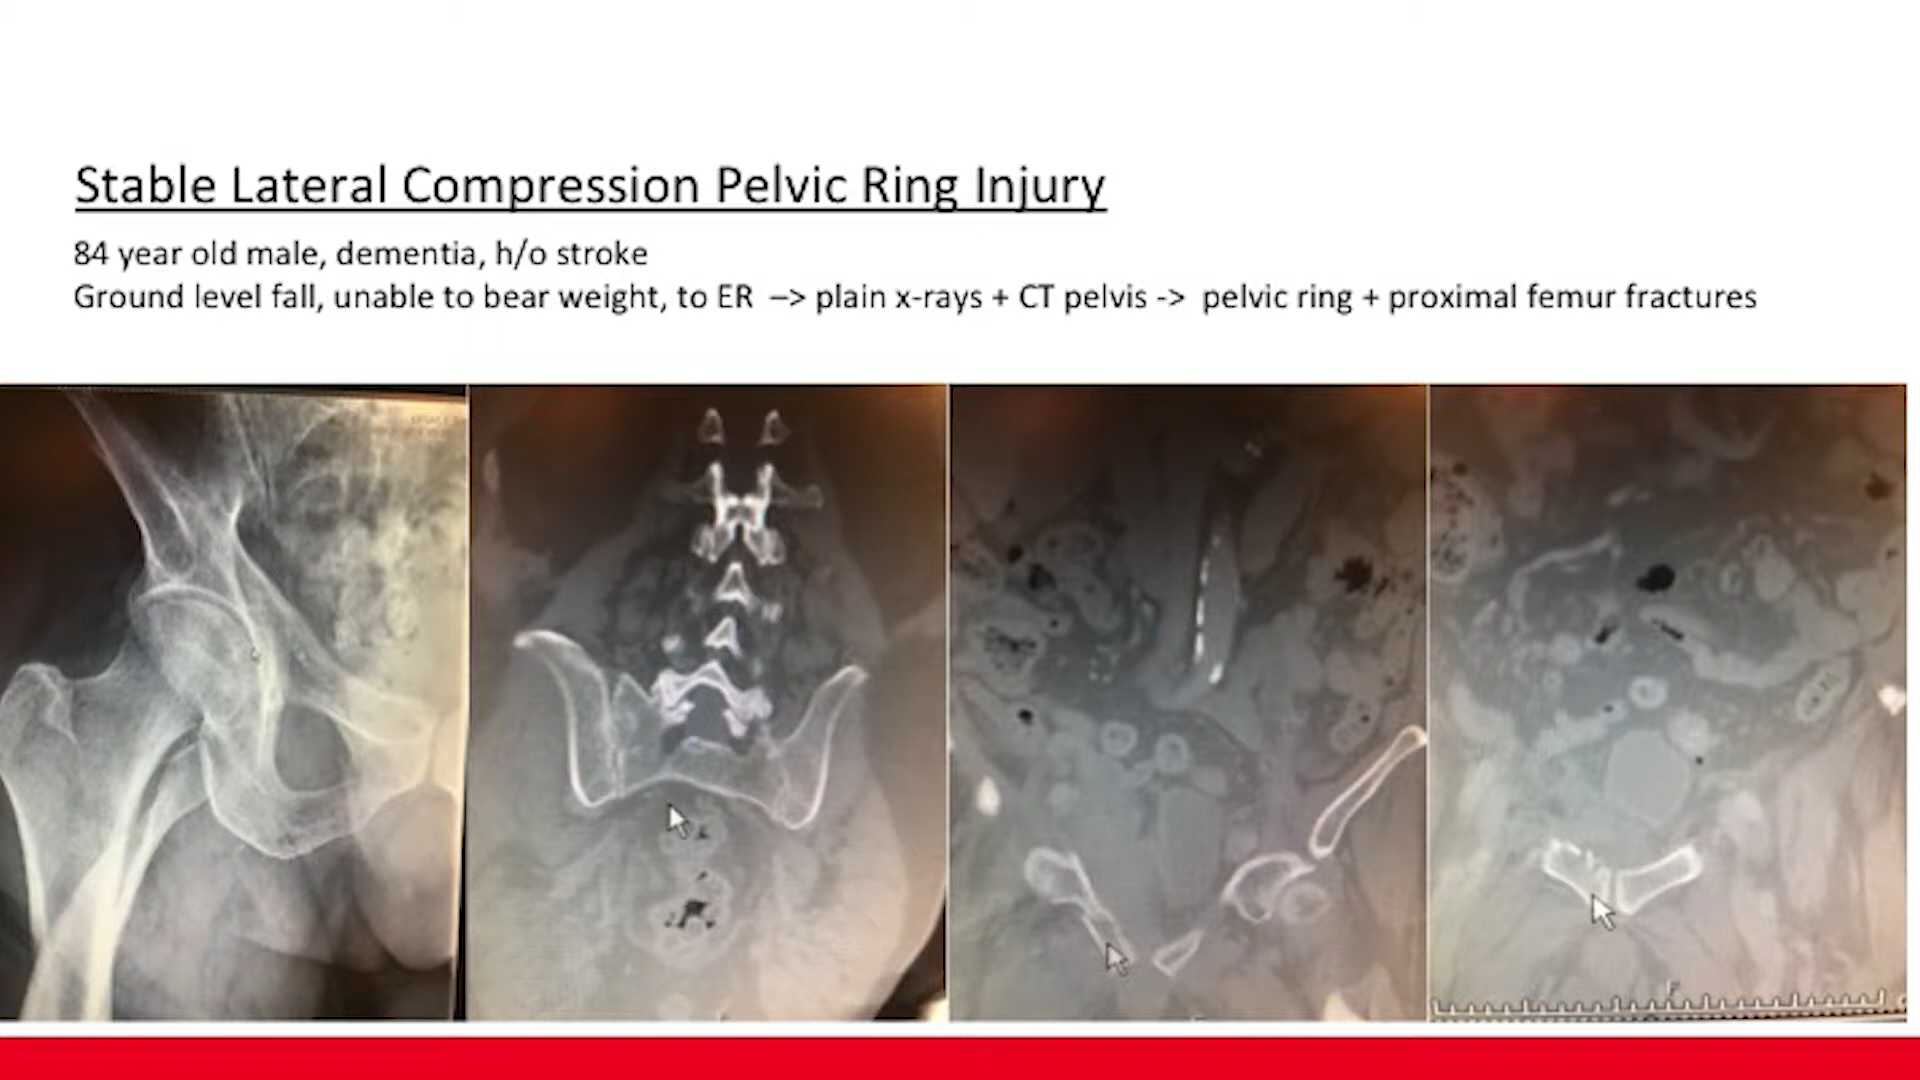 Stable Lateral Compression Pelvic Ring Injury
84 year old male, dementia, h/o stroke
Ground level fall, unable to bear weight, to ER –> plain x-rays + CT pelvis -> pelvic ring + proximal femur fractures